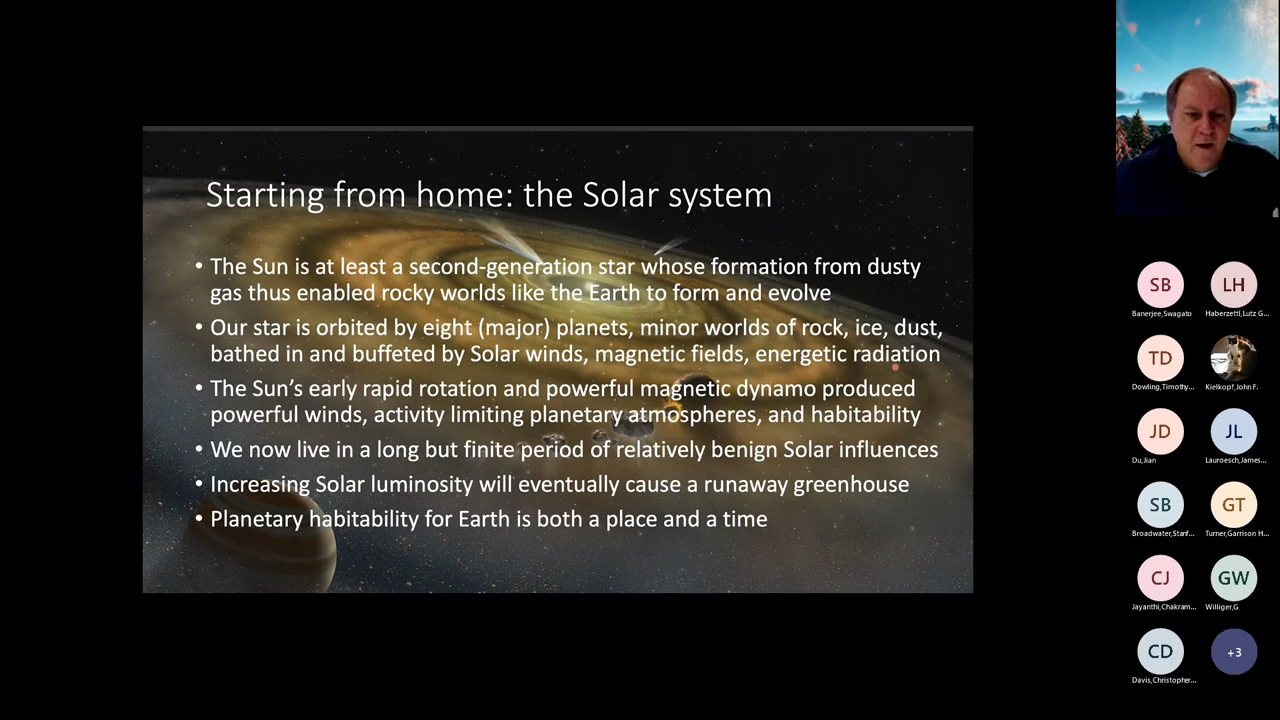 Starting from home: the Solar system
• The Sun is at least a second-generation star whose formation from dusty
gas thus enabled rocky worlds like the Earth to form and evolve
• Our star is orbited by eight (major) planets, minor worlds of rock, ice, dust,
bathed in and buffeted by Solar winds, magnetic fields, energetic radiation
• The Sun’s early rapid rotation and powerful magnetic dynamo produced
powerful winds, activity limiting planetary atmospheres, and habitability
• We now live in a long but finite period of relatively benign Solar influences
• Increasing Solar luminosity will eventually cause a runaway greenhouse
• Planetary habitability for Earth is both a place and a time
SB
LH
Banerjee,Swagato
Haberzettl,Lutz G...
TD
Dowling,Timothy...
Kielkopf,John F.
JD
JL
Du,Jian
Lauroesch,James...
SB
GT
Broadwater,Stanf...
Turner,Garrison H...
CJ
GW
Jayanthi,Chakram...
Williger,G
CD
+3
Davis,Christopher...